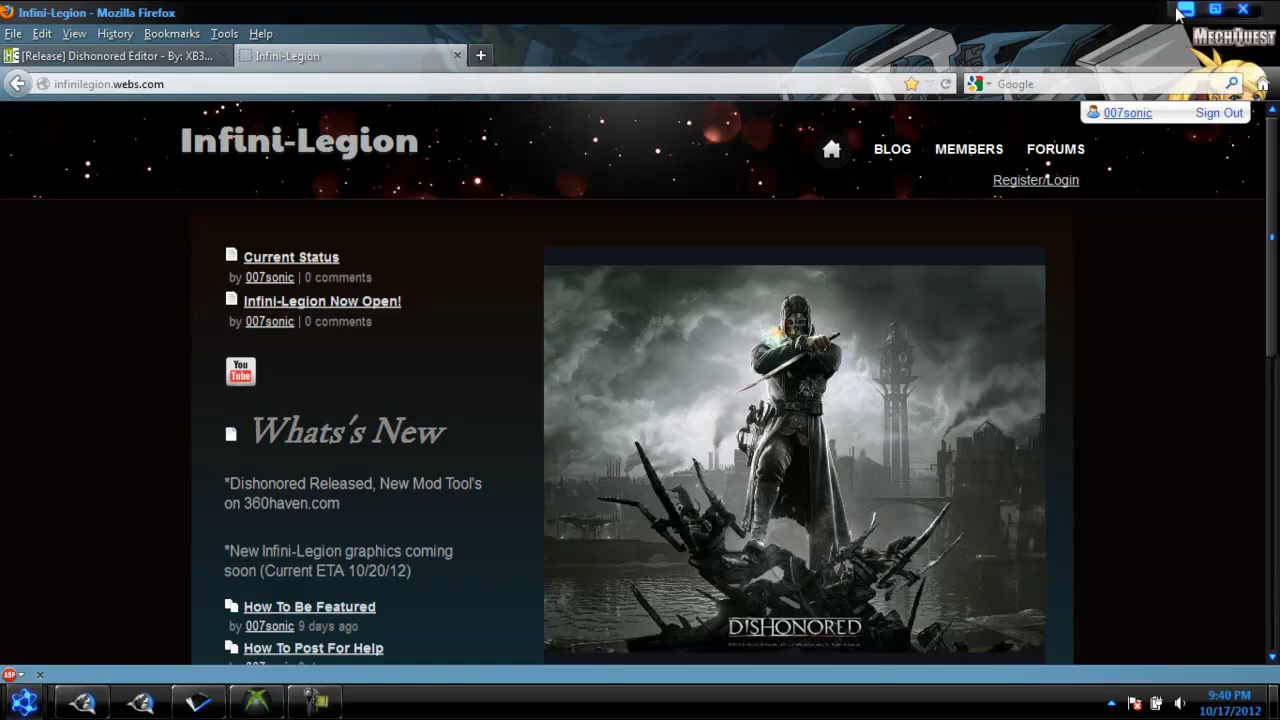 Infini-Legion - Mozilla Firefox
File Edit View History Bookmarks Tools Help
MECHQUEST
[Release] Dishonored Editor - By: XB3...
Infini-Legion
infinilegion.webs.com
Google
007sonic Sign Out
Infini-Legion
BLOG MEMBERS FORUMS
Register/Login
Current Status
by 007sonic | 0 comments
Infini-Legion Now Open!
by 007sonic | 0 comments
You
Tube
Whats's New
*Dishonored Released, New Mod Tool's
on 360haven.com
*New Infini-Legion graphics coming
soon (Current ETA 10/20/12)
How To Be Featured
by 007sonic 9 days ago
How To Post For Help
DISHONORED
ABP
9:40 PM
10/17/2012